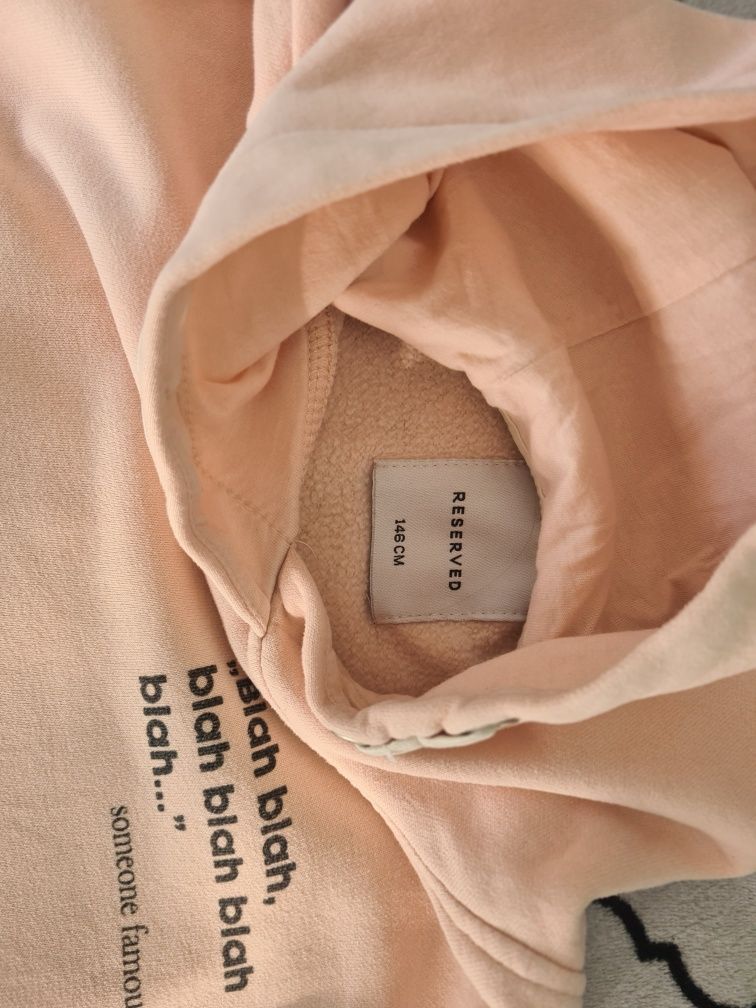 RESERVED
146 CM
„Blah blah,
blah blah blah
blah...”
someone famou